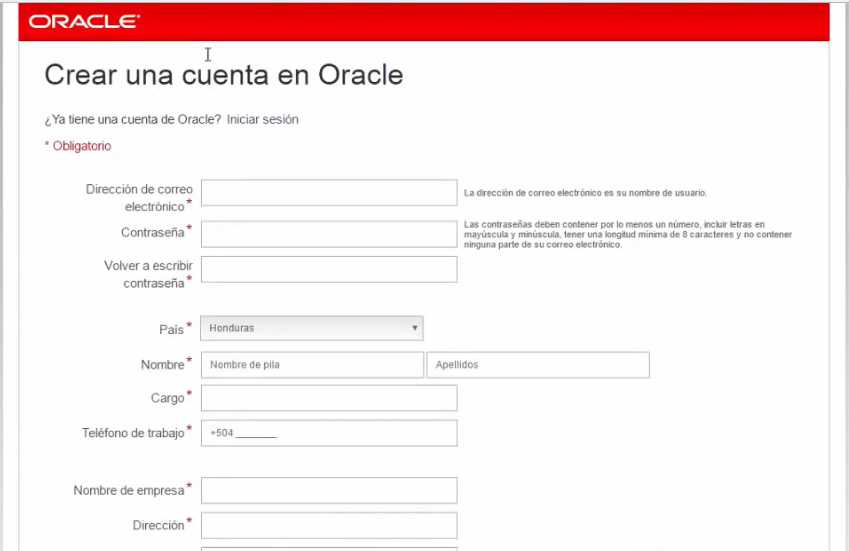 ORACLE®
Crear una cuenta en Oracle
¿Ya tiene una cuenta de Oracle? Iniciar sesión
* Obligatorio
Dirección de correo
electrónico *
La dirección de correo electrónico es su nombre de usuario.
Contraseña *
Las contraseñas deben contener por lo menos un número, incluir letras en
mayúscula y minúscula, tener una longitud mínima de 8 caracteres y no contener
ninguna parte de su correo electrónico.
Volver a escribir
contraseña *
País * Honduras
Nombre * Nombre de pila Apellidos
Cargo *
Teléfono de trabajo * +504 ________
Nombre de empresa *
Dirección *